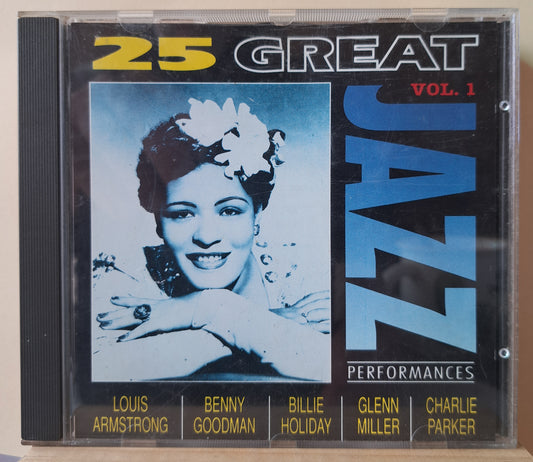 25 GREAT
VOL. 1
JAZZ
PERFORMANCES
LOUIS ARMSTRONG
BENNY GOODMAN
BILLIE HOLIDAY
GLENN MILLER
CHARLIE PARKER